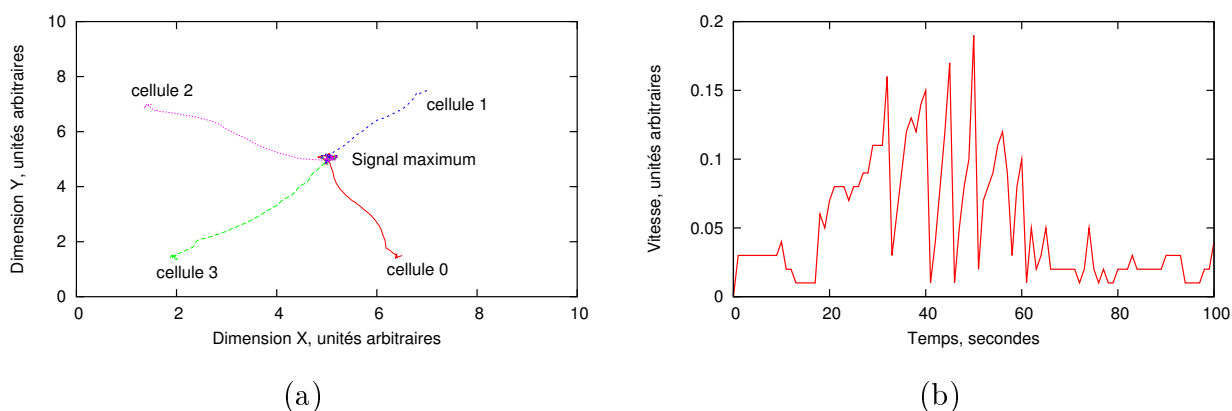 10
8
6
4
2
0
0 2 4 6 8 10
Dimension Y, unités arbitraires
Dimension X, unités arbitraires
cellule 2
cellule 1
Signal maximum
cellule 3
cellule 0
(a)
0.2
0.15
0.1
0.05
0
0 20 40 60 80 100
Vitesse, unités arbitraires
Temps, secondes
(b)